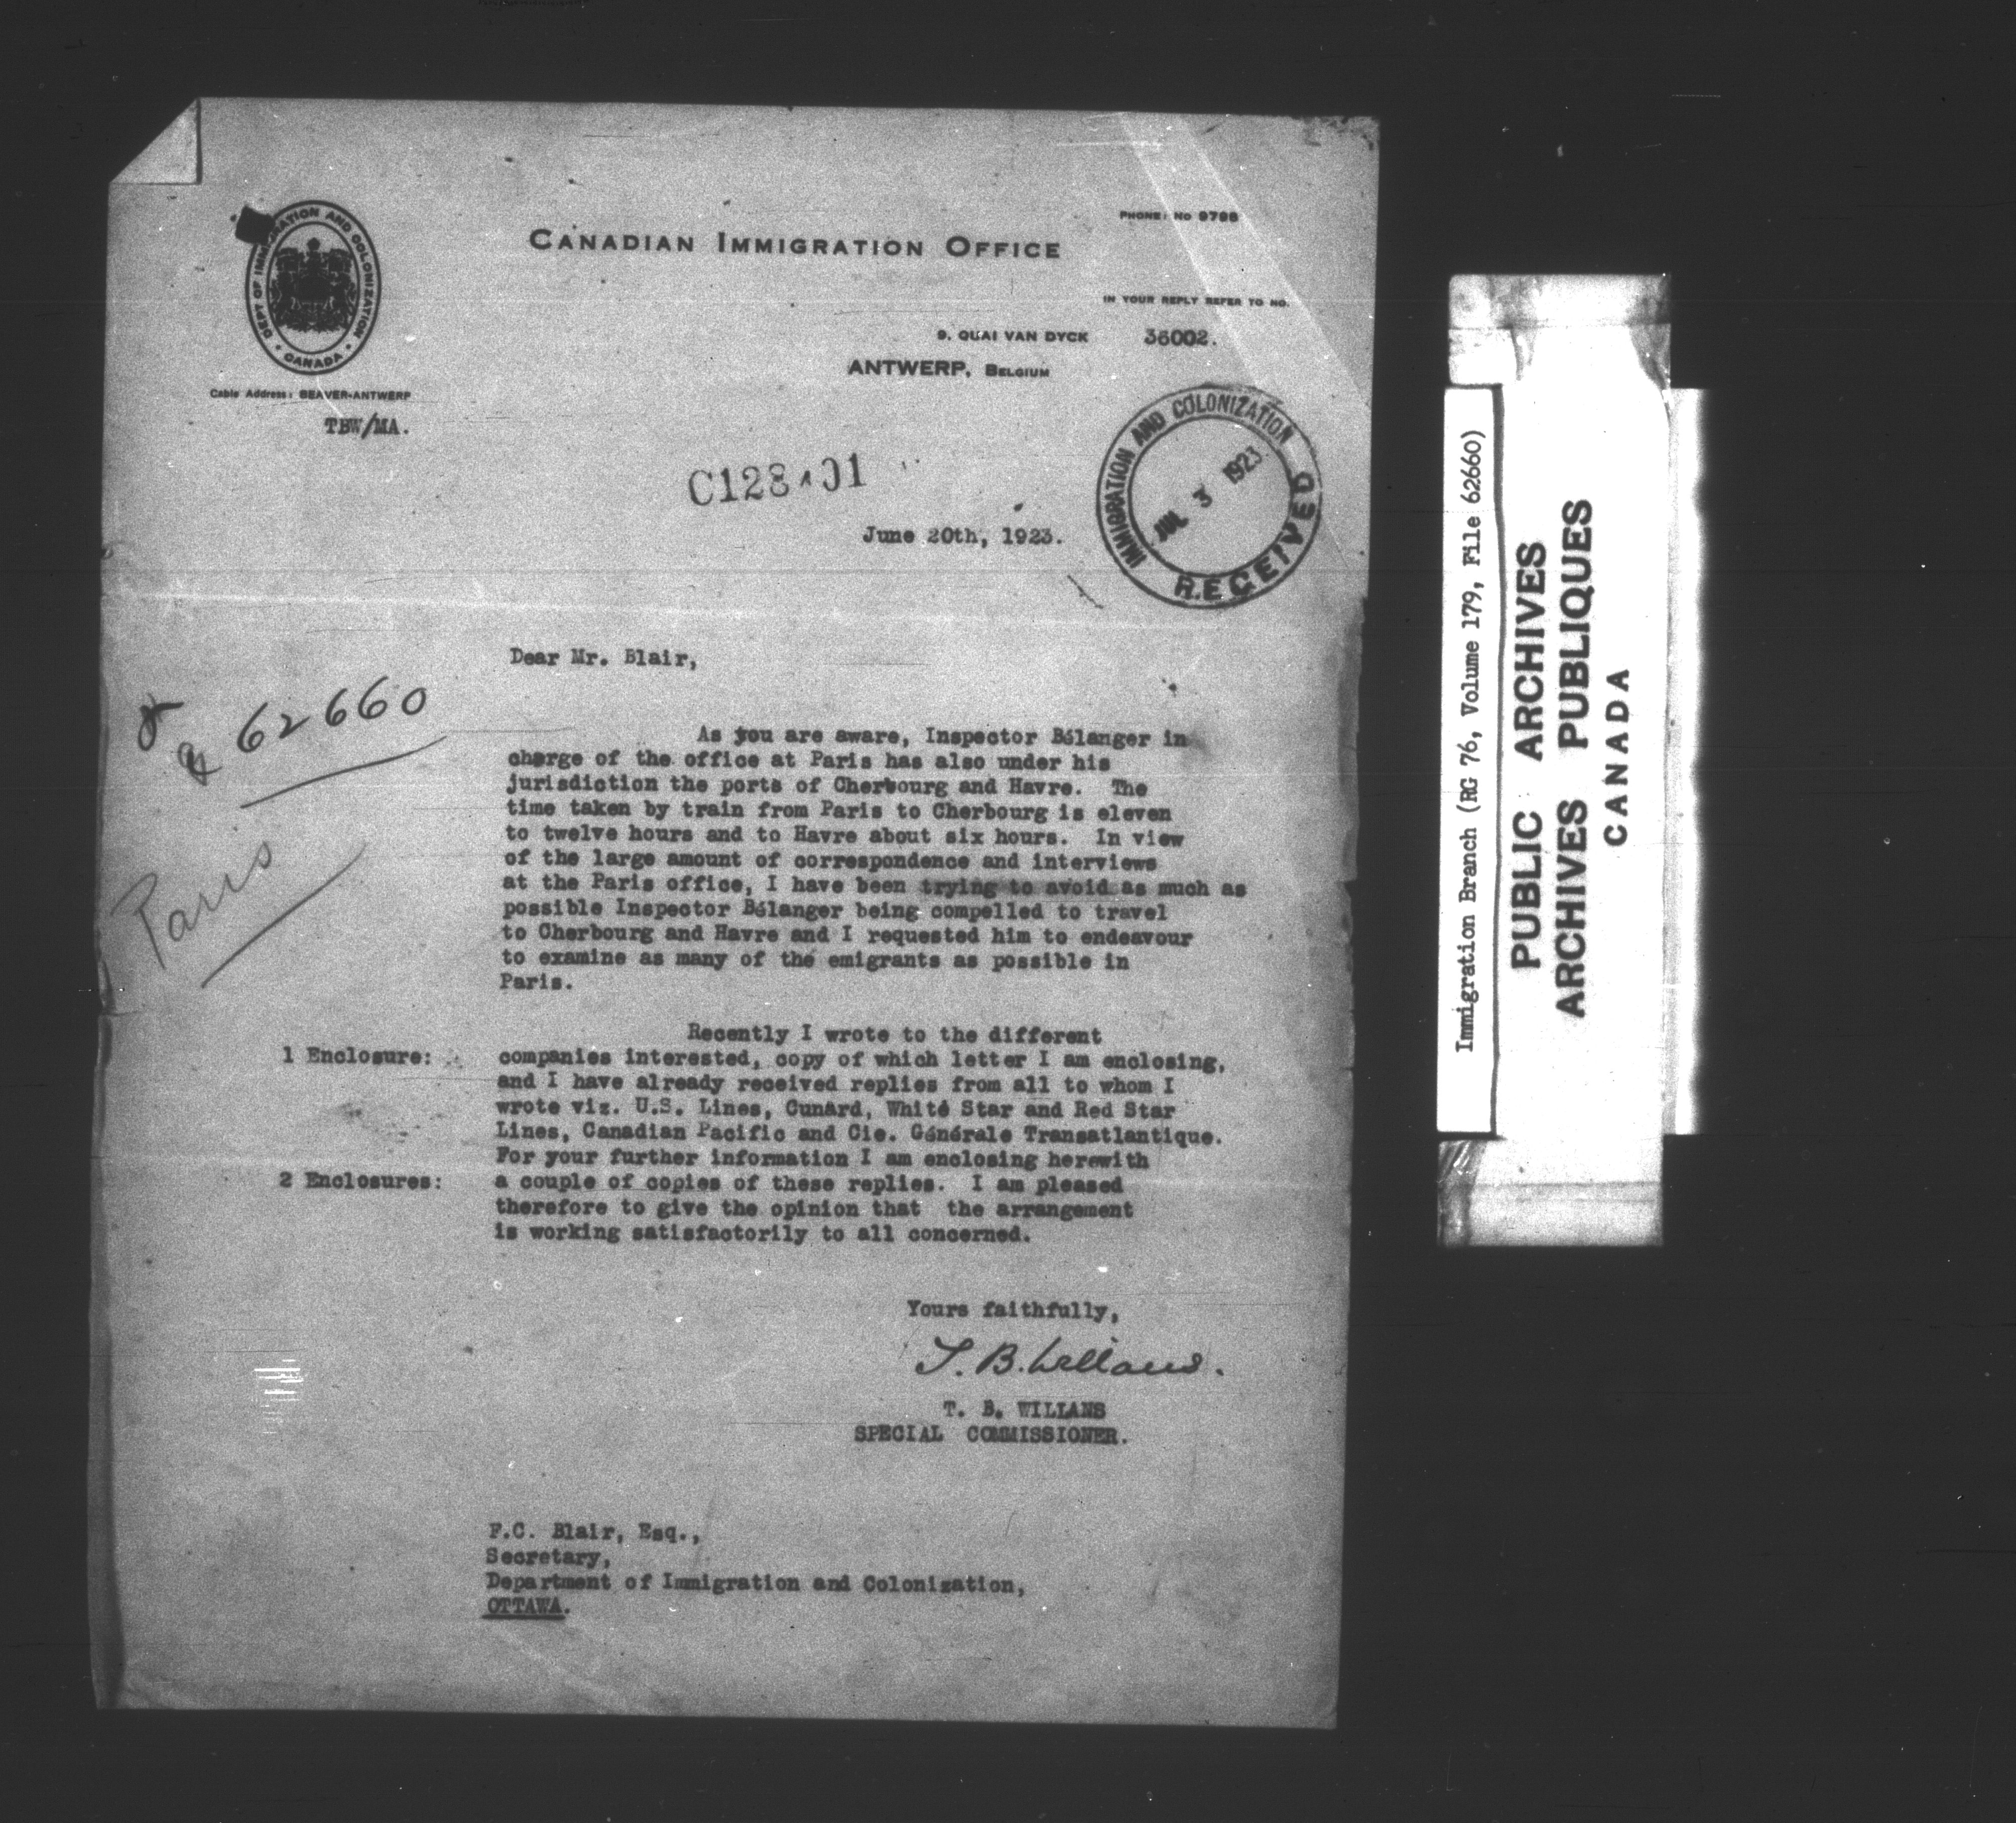 DEPT OF IMMIGRATION AND COLONIZATION
CANADA
CANADIAN IMMIGRATION OFFICE
PHONE: No 9798
IN YOUR REPLY REFER TO NO.
9. QUAI VAN DYCK
36002.
ANTWERP, BELGIUM
Cable Address: BEAVER-ANTWERP
TBW/MA.
IMMIGRATION AND COLONIZATION
JUL 3 1923
RECEIVED
June 20th, 1923.
Dear Mr. Blair,
62660
Paris
As you are aware, Inspector Bélanger in
charge of the office at Paris has also under his
jurisdiction the ports of Cherbourg and Havre. The
time taken by train from Paris to Cherbourg is eleven
to twelve hours and to Havre about six hours. In view
of the large amount of correspondence and interviews
at the Paris office, I have been trying to avoid as much as
possible Inspector Bélanger being compelled to travel
to Cherbourg and Havre and I requested him to endeavour
to examine as many of the emigrants as possible in
Paris.
Recently I wrote to the different
1 Enclosure: companies interested, copy of which letter I am enclosing,
and I have already received replies from all to whom I
wrote viz. U.S. Lines, Cunard, White Star and Red Star
Lines, Canadian Pacific and Cie. Générale Transatlantique.
For your further information I am enclosing herewith
2 Enclosures: a couple of copies of these replies. I am pleased
therefore to give the opinion that the arrangement
is working satisfactorily to all concerned.
Yours faithfully,
T. B. Willans.
T. B. WILLANS
SPECIAL COMMISSIONER.
F.C. Blair, Esq.,
Secretary,
Department of Immigration and Colonization,
OTTAWA.
Immigration Branch (RG 76, Volume 179, File 62660)
PUBLIC ARCHIVES
ARCHIVES PUBLIQUES
CANADA